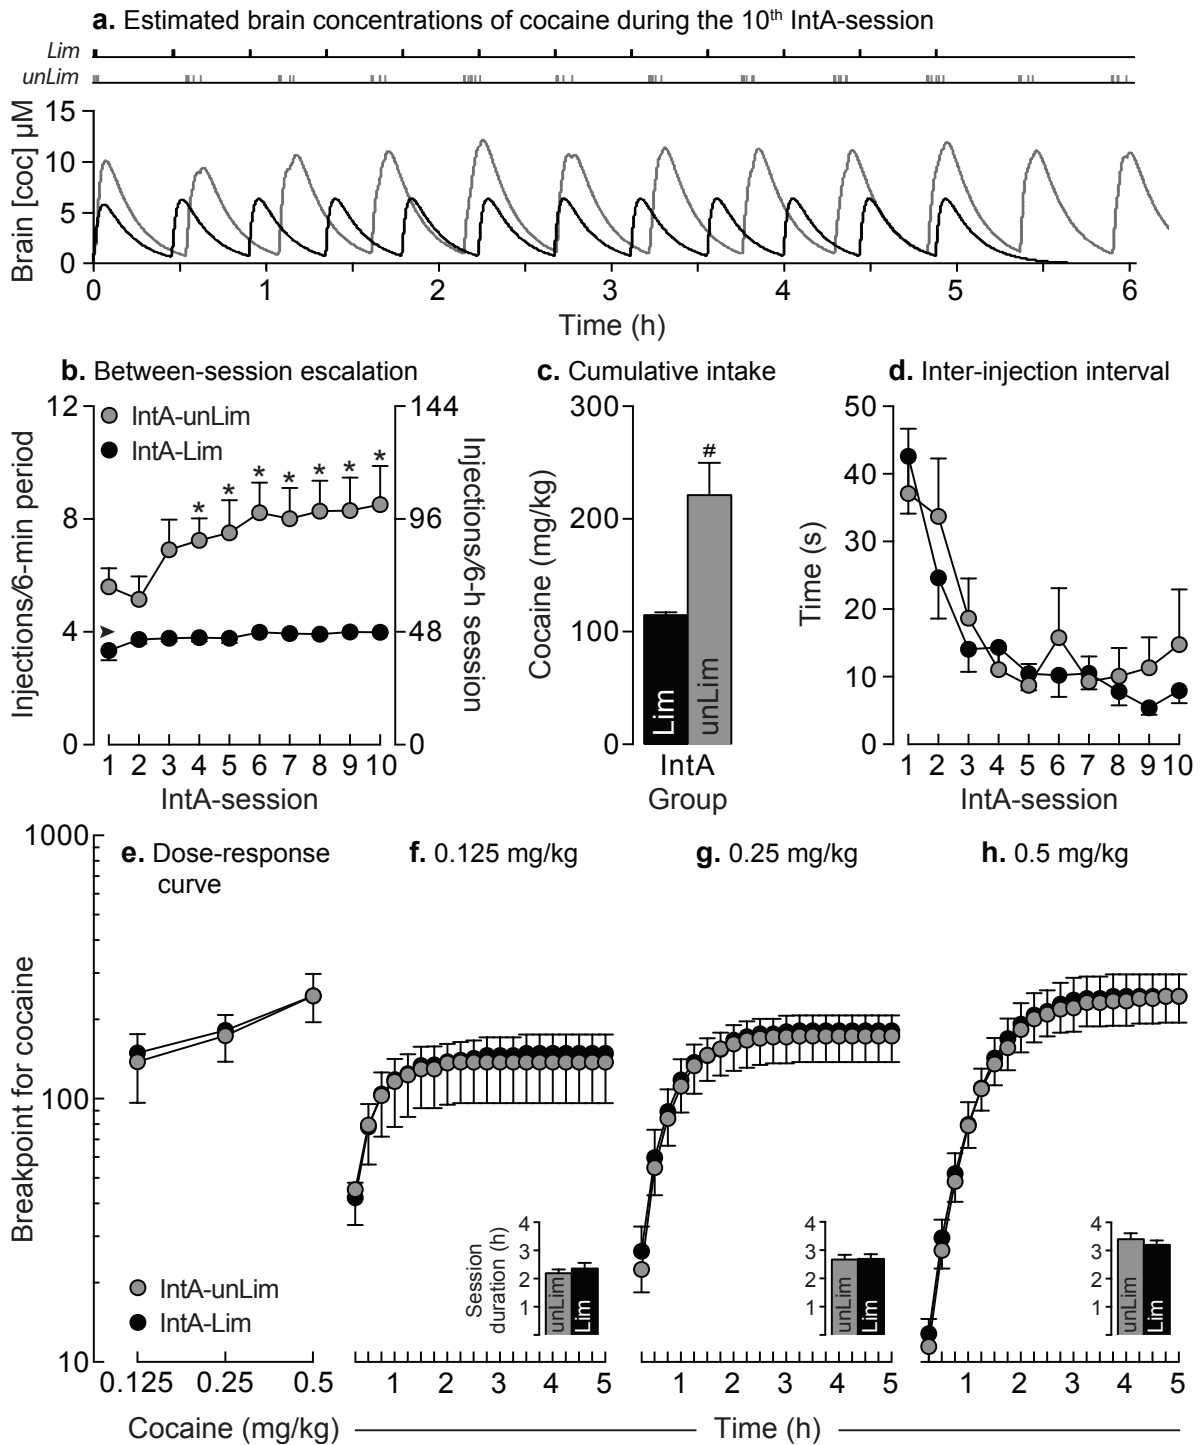 a. Estimated brain concentrations of cocaine during the 10th IntA-session
Lim
unLim
Brain [coc] µM
15
10
5
0
0 1 2 3 4 5 6
Time (h)
b. Between-session escalation
Injections/6-min period
12
8
4
0
IntA-unLim
IntA-Lim
* * * * * * *
144
96
48
0
Injections/6-h session
1 2 3 4 5 6 7 8 9 10
IntA-session
c. Cumulative intake
Cocaine (mg/kg)
300
200
100
0
#
Lim
unLim
IntA
Group
d. Inter-injection interval
Time (s)
50
40
30
20
10
0
1 2 3 4 5 6 7 8 9 10
IntA-session
Breakpoint for cocaine
1000
100
10
e. Dose-response
curve
IntA-unLim
IntA-Lim
0.125 0.25 0.5
Cocaine (mg/kg)
f. 0.125 mg/kg
Session
duration (h)
4
3
2
1
unLim
Lim
1 2 3 4 5
g. 0.25 mg/kg
4
3
2
1
unLim
Lim
1 2 3 4 5
h. 0.5 mg/kg
4
3
2
1
unLim
Lim
1 2 3 4 5
Time (h)